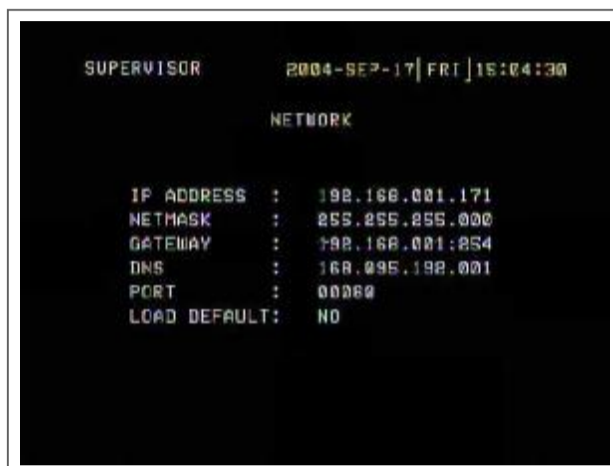 SUPERVISOR 2004-SEP-17[FRI]15:04:30
NETWORK
IP ADDRESS : 192.168.001.171
NETMASK : 255.255.255.000
GATEWAY : 192.168.001.254
DNS : 168.095.192.001
PORT : 00080
LOAD DEFAULT: NO